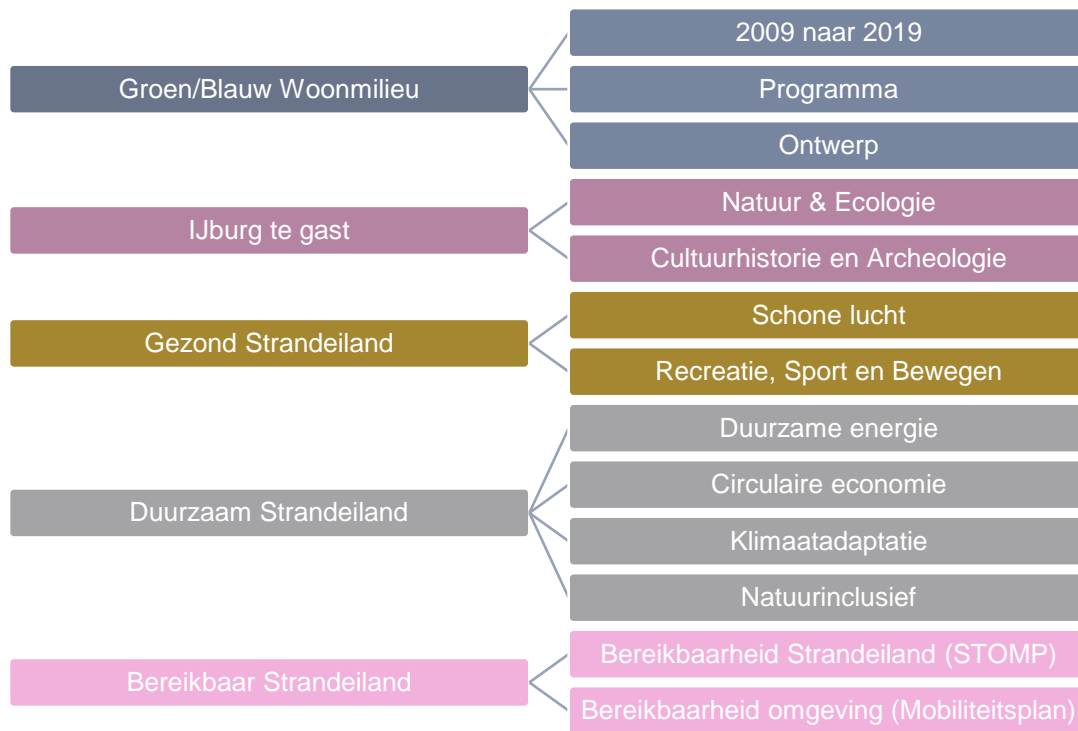 Groen/Blauw Woonmilieu
2009 naar 2019
Programma
Ontwerp
IJburg te gast
Natuur & Ecologie
Cultuurhistorie en Archeologie
Gezond Strandeiland
Schone lucht
Recreatie, Sport en Bewegen
Duurzaam Strandeiland
Duurzame energie
Circulaire economie
Klimaatadaptatie
Natuurinclusief
Bereikbaar Strandeiland
Bereikbaarheid Strandeiland (STOMP)
Bereikbaarheid omgeving (Mobiliteitsplan)